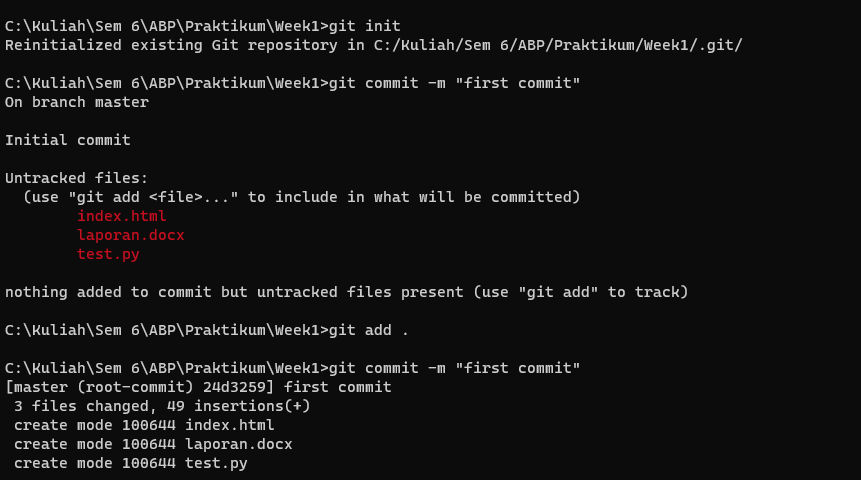 C:\Kuliah\Sem 6\ABP\Praktikum\Week1>git init
Reinitialized existing Git repository in C:/Kuliah/Sem 6/ABP/Praktikum/Week1/.git/
C:\Kuliah\Sem 6\ABP\Praktikum\Week1>git commit -m "first commit"
On branch master
Initial commit
Untracked files:
  (use "git add <file>..." to include in what will be committed)
        index.html
        laporan.docx
        test.py
nothing added to commit but untracked files present (use "git add" to track)
C:\Kuliah\Sem 6\ABP\Praktikum\Week1>git add .
C:\Kuliah\Sem 6\ABP\Praktikum\Week1>git commit -m "first commit"
[master (root-commit) 24d3259] first commit
 3 files changed, 49 insertions(+)
 create mode 100644 index.html
 create mode 100644 laporan.docx
 create mode 100644 test.py